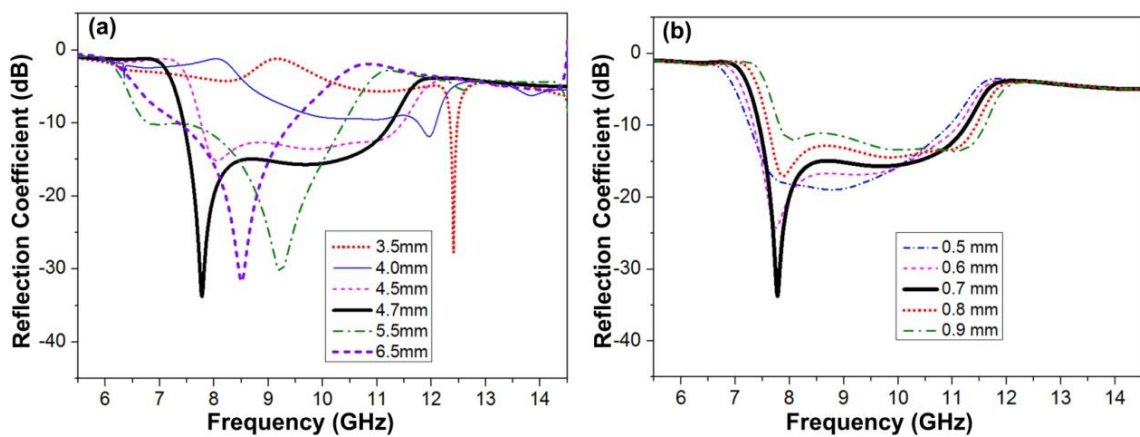 (a)
Reflection Coefficient (dB)
0
-10
-20
-30
-40
3.5mm
4.0mm
4.5mm
4.7mm
5.5mm
6.5mm
6 7 8 9 10 11 12 13 14
Frequency (GHz)
(b)
Reflection Coefficient (dB)
0
-10
-20
-30
-40
0.5 mm
0.6 mm
0.7 mm
0.8 mm
0.9 mm
6 7 8 9 10 11 12 13 14
Frequency (GHz)